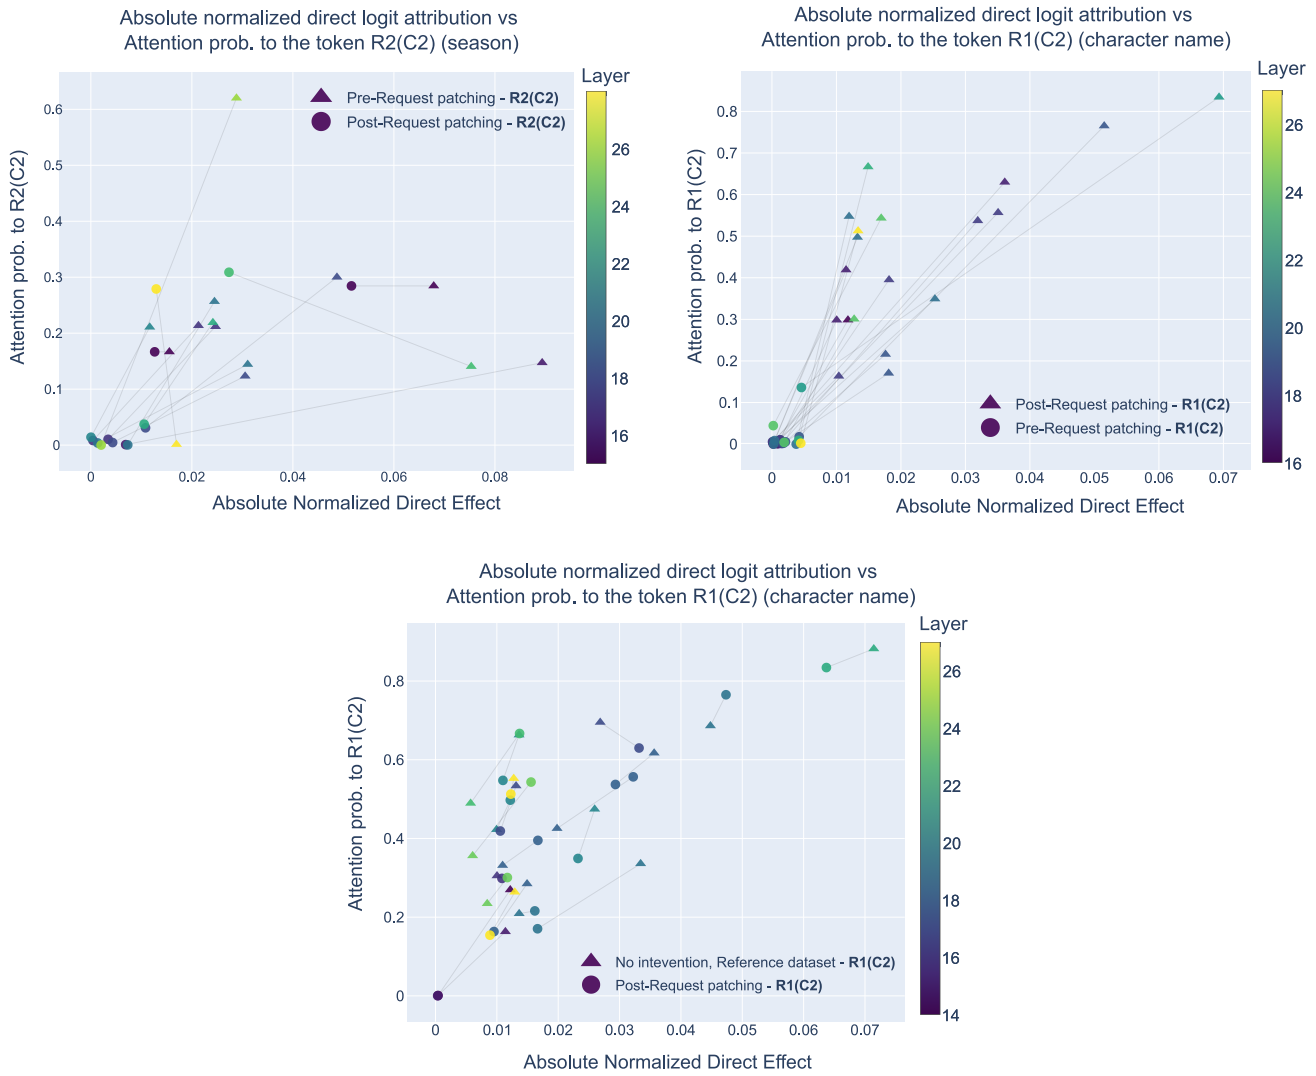 Absolute normalized direct logit attribution vs
Attention prob. to the token R2(C2) (season)
Layer
Pre-Request patching - R2(C2)
Post-Request patching - R2(C2)
0.6
0.5
0.4
0.3
0.2
0.1
0
Attention prob. to R2(C2)
0
0.02
0.04
0.06
0.08
Absolute Normalized Direct Effect
26
24
22
20
18
16
Absolute normalized direct logit attribution vs
Attention prob. to the token R1(C2) (character name)
Layer
0.8
0.7
0.6
0.5
0.4
0.3
0.2
0.1
0
Attention prob. to R1(C2)
Post-Request patching - R1(C2)
Pre-Request patching - R1(C2)
0
0.01
0.02
0.03
0.04
0.05
0.06
0.07
Absolute Normalized Direct Effect
26
24
22
20
18
16
Absolute normalized direct logit attribution vs
Attention prob. to the token R1(C2) (character name)
Layer
0.8
0.6
0.4
0.2
0
Attention prob. to R1(C2)
No intevention, Reference dataset - R1(C2)
Post-Request patching - R1(C2)
0
0.01
0.02
0.03
0.04
0.05
0.06
0.07
Absolute Normalized Direct Effect
26
24
22
20
18
16
14